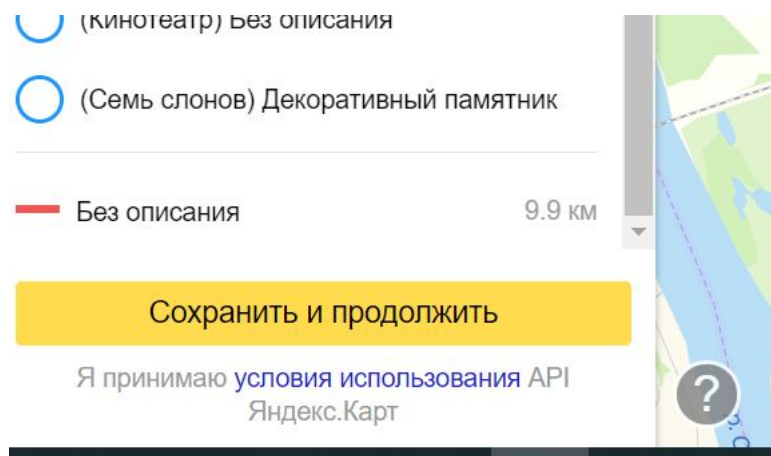 (Кинотеатр) Без описания
(Семь слонов) Декоративный памятник
Без описания 9.9 км
Сохранить и продолжить
Я принимаю условия использования API
Яндекс.Карт
?
р. О